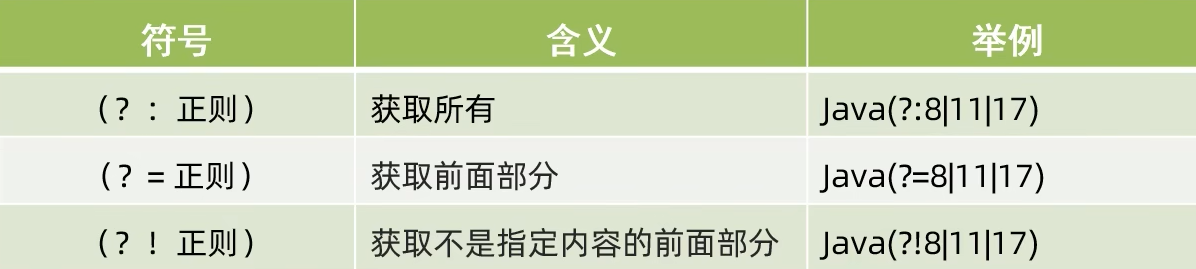 符号 含义 举例
(? : 正则) 获取所有 Java(?:8|11|17)
(? = 正则) 获取前面部分 Java(?=8|11|17)
(? ! 正则) 获取不是指定内容的前面部分 Java(?!8|11|17)